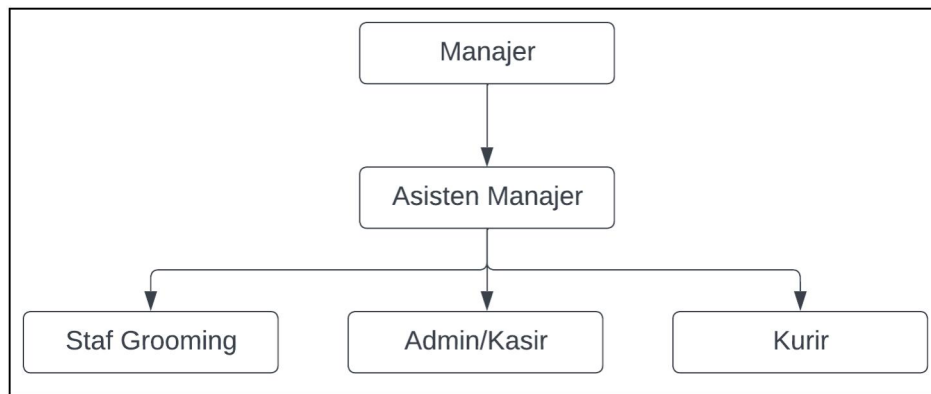 Manajer
Asisten Manajer
Staf Grooming
Admin/Kasir
Kurir